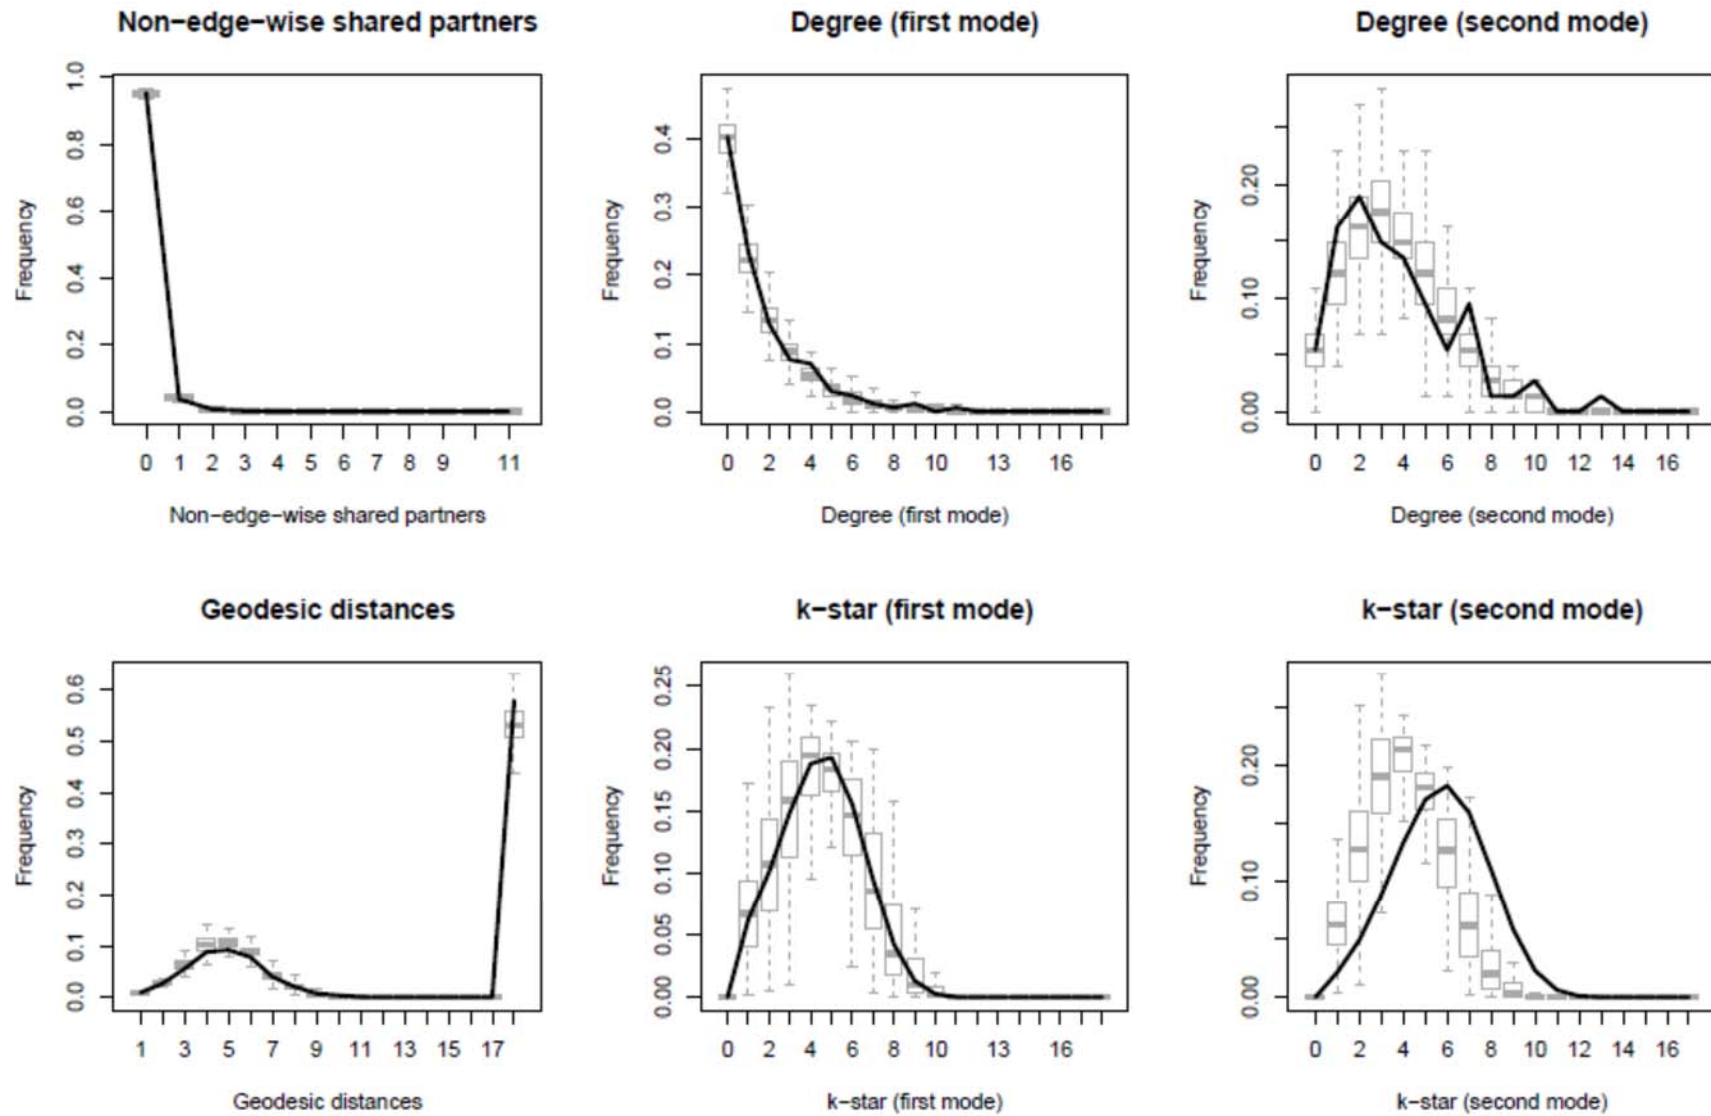 Non−edge−wise shared partners
Frequency
0.0 0.2 0.4 0.6 0.8 1.0
0 1 2 3 4 5 6 7 8 9 11
Non−edge−wise shared partners
Degree (first mode)
Frequency
0.0 0.1 0.2 0.3 0.4
0 2 4 6 8 10 13 16
Degree (first mode)
Degree (second mode)
Frequency
0.00 0.10 0.20
0 2 4 6 8 10 12 14 16
Degree (second mode)
Geodesic distances
Frequency
0.0 0.1 0.2 0.3 0.4 0.5 0.6
1 3 5 7 9 11 13 15 17
Geodesic distances
k−star (first mode)
Frequency
0.00 0.05 0.10 0.15 0.20 0.25
0 2 4 6 8 10 13 16
k−star (first mode)
k−star (second mode)
Frequency
0.00 0.10 0.20
0 2 4 6 8 10 12 14 16
k−star (second mode)